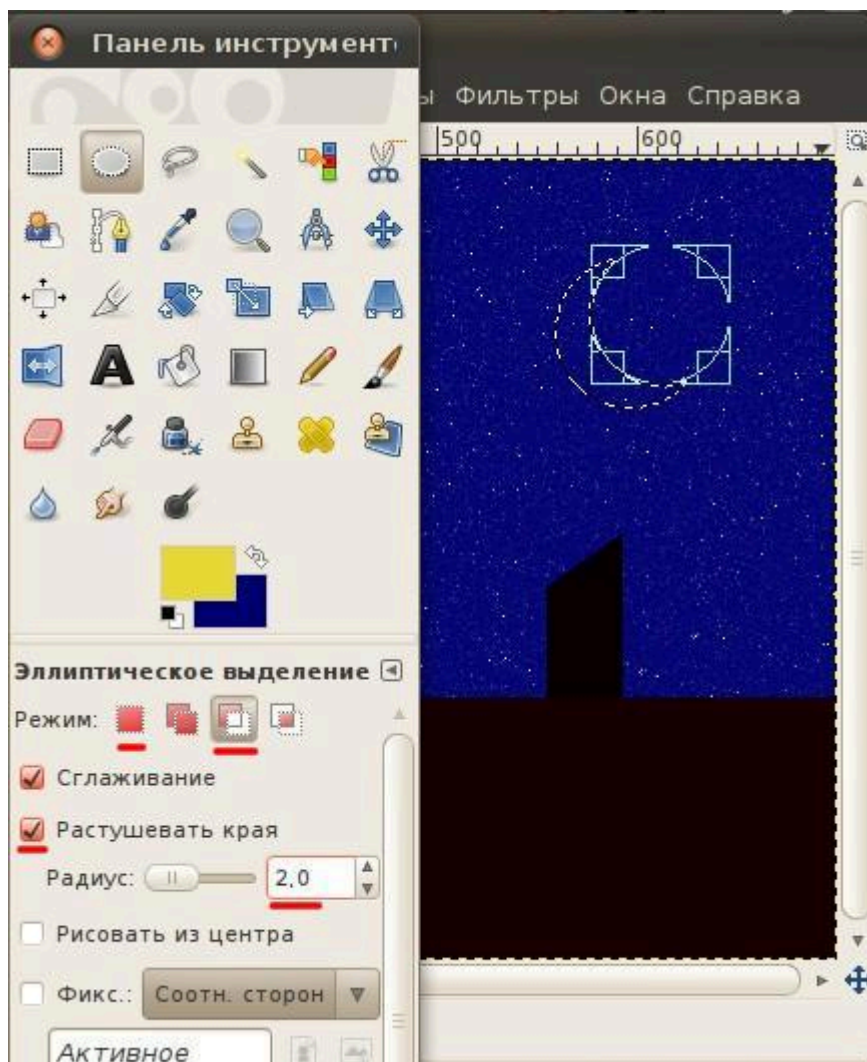 Панель инструмент
ы Фильтры Окна Справка
500 600
Эллиптическое выделение
Режим:
Сглаживание
Растушевать края
Радиус: 2,0
Рисовать из центра
Фикс.: Соотн. сторон
Активное